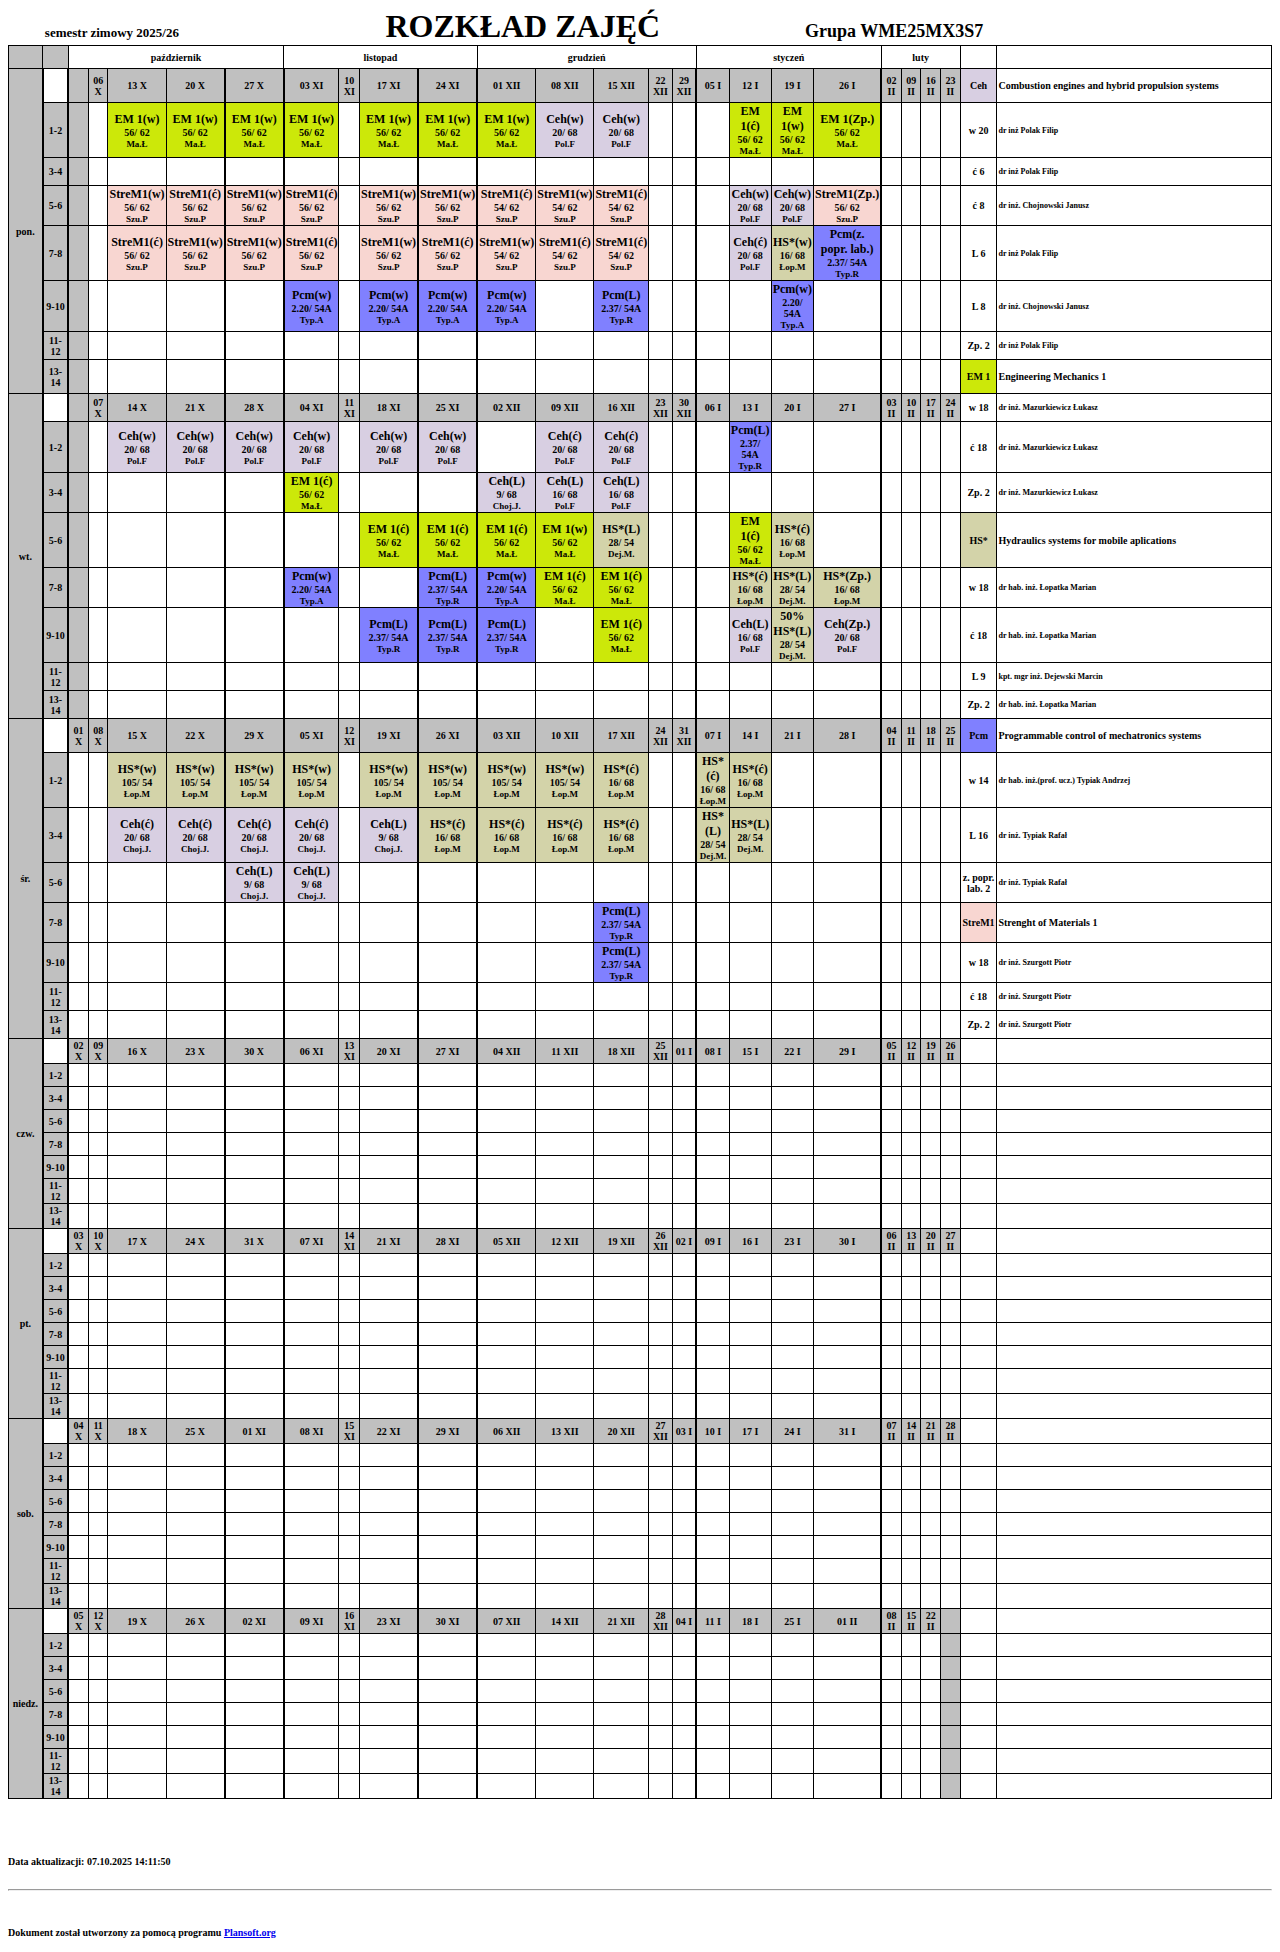 semestr zimowy 2025/26 ROZKŁAD ZAJĘĆ Grupa WME25MX3S7
październik listopad grudzień styczeń luty
pon. 06 X 13 X 20 X 27 X 03 XI 10 XI 17 XI 24 XI 01 XII 08 XII 15 XII 22 XII 29 XII 05 I 12 I 19 I 26 I 02 II 09 II 16 II 23 II Ceh Combustion engines and hybrid propulsion systems
1-2 EM 1(w) 56/ 62 Ma.Ł EM 1(w) 56/ 62 Ma.Ł EM 1(w) 56/ 62 Ma.Ł EM 1(w) 56/ 62 Ma.Ł EM 1(w) 56/ 62 Ma.Ł EM 1(w) 56/ 62 Ma.Ł EM 1(w) 56/ 62 Ma.Ł Ceh(w) 20/ 68 Pol.F Ceh(w) 20/ 68 Pol.F EM 1(ć) 56/ 62 Ma.Ł EM 1(w) 56/ 62 Ma.Ł EM 1(Zp.) 56/ 62 Ma.Ł w 20 dr inż Polak Filip
3-4 ć 6 dr inż Polak Filip
5-6 StreM1(w) 56/ 62 Szu.P StreM1(ć) 56/ 62 Szu.P StreM1(w) 56/ 62 Szu.P StreM1(ć) 56/ 62 Szu.P StreM1(w) 56/ 62 Szu.P StreM1(w) 56/ 62 Szu.P StreM1(ć) 54/ 62 Szu.P StreM1(w) 54/ 62 Szu.P StreM1(ć) 54/ 62 Szu.P Ceh(w) 20/ 68 Pol.F Ceh(w) 20/ 68 Pol.F StreM1(Zp.) 56/ 62 Szu.P ć 8 dr inż. Chojnowski Janusz
7-8 StreM1(ć) 56/ 62 Szu.P StreM1(w) 56/ 62 Szu.P StreM1(w) 56/ 62 Szu.P StreM1(ć) 56/ 62 Szu.P StreM1(w) 56/ 62 Szu.P StreM1(ć) 56/ 62 Szu.P StreM1(w) 54/ 62 Szu.P StreM1(ć) 54/ 62 Szu.P StreM1(ć) 54/ 62 Szu.P Ceh(ć) 20/ 68 Pol.F HS*(w) 16/ 68 Łop.M Pcm(z. popr. lab.) 2.37/ 54A Typ.R L 6 dr inż Polak Filip
9-10 Pcm(w) 2.20/ 54A Typ.A Pcm(w) 2.20/ 54A Typ.A Pcm(w) 2.20/ 54A Typ.A Pcm(w) 2.20/ 54A Typ.A Pcm(L) 2.37/ 54A Typ.R Pcm(w) 2.20/ 54A Typ.A L 8 dr inż. Chojnowski Janusz
11-12 Zp. 2 dr inż Polak Filip
13-14 EM 1 Engineering Mechanics 1
wt. 07 X 14 X 21 X 28 X 04 XI 11 XI 18 XI 25 XI 02 XII 09 XII 16 XII 23 XII 30 XII 06 I 13 I 20 I 27 I 03 II 10 II 17 II 24 II w 18 dr inż. Mazurkiewicz Łukasz
1-2 Ceh(w) 20/ 68 Pol.F Ceh(w) 20/ 68 Pol.F Ceh(w) 20/ 68 Pol.F Ceh(w) 20/ 68 Pol.F Ceh(w) 20/ 68 Pol.F Ceh(w) 20/ 68 Pol.F Ceh(ć) 20/ 68 Pol.F Ceh(ć) 20/ 68 Pol.F Pcm(L) 2.37/ 54A Typ.R ć 18 dr inż. Mazurkiewicz Łukasz
3-4 EM 1(ć) 56/ 62 Ma.Ł Ceh(L) 9/ 68 Choj.J. Ceh(L) 16/ 68 Pol.F Ceh(L) 16/ 68 Pol.F Zp. 2 dr inż. Mazurkiewicz Łukasz
5-6 EM 1(ć) 56/ 62 Ma.Ł EM 1(ć) 56/ 62 Ma.Ł EM 1(ć) 56/ 62 Ma.Ł EM 1(w) 56/ 62 Ma.Ł HS*(L) 28/ 54 Dej.M. EM 1(ć) 56/ 62 Ma.Ł HS*(ć) 16/ 68 Łop.M HS* Hydraulics systems for mobile aplications
7-8 Pcm(w) 2.20/ 54A Typ.A Pcm(L) 2.37/ 54A Typ.R Pcm(w) 2.20/ 54A Typ.A EM 1(ć) 56/ 62 Ma.Ł EM 1(ć) 56/ 62 Ma.Ł HS*(ć) 16/ 68 Łop.M HS*(L) 28/ 54 Dej.M. HS*(Zp.) 16/ 68 Łop.M w 18 dr hab. inż. Łopatka Marian
9-10 Pcm(L) 2.37/ 54A Typ.R Pcm(L) 2.37/ 54A Typ.R Pcm(L) 2.37/ 54A Typ.R EM 1(ć) 56/ 62 Ma.Ł Ceh(L) 16/ 68 Pol.F 50% HS*(L) 28/ 54 Dej.M. Ceh(Zp.) 20/ 68 Pol.F ć 18 dr hab. inż. Łopatka Marian
11-12 L 9 kpt. mgr inż. Dejewski Marcin
13-14 Zp. 2 dr hab. inż. Łopatka Marian
śr. 01 X 08 X 15 X 22 X 29 X 05 XI 12 XI 19 XI 26 XI 03 XII 10 XII 17 XII 24 XII 31 XII 07 I 14 I 21 I 28 I 04 II 11 II 18 II 25 II Pcm Programmable control of mechatronics systems
1-2 HS*(w) 105/ 54 Łop.M HS*(w) 105/ 54 Łop.M HS*(w) 105/ 54 Łop.M HS*(w) 105/ 54 Łop.M HS*(w) 105/ 54 Łop.M HS*(w) 105/ 54 Łop.M HS*(w) 105/ 54 Łop.M HS*(w) 105/ 54 Łop.M HS*(ć) 16/ 68 Łop.M HS*(ć) 16/ 68 Łop.M HS*(ć) 16/ 68 Łop.M w 14 dr hab. inż.(prof. ucz.) Typiak Andrzej
3-4 Ceh(ć) 20/ 68 Choj.J. Ceh(ć) 20/ 68 Choj.J. Ceh(ć) 20/ 68 Choj.J. Ceh(ć) 20/ 68 Choj.J. Ceh(L) 9/ 68 Choj.J. HS*(ć) 16/ 68 Łop.M HS*(ć) 16/ 68 Łop.M HS*(ć) 16/ 68 Łop.M HS*(ć) 16/ 68 Łop.M HS*(L) 28/ 54 Dej.M. HS*(L) 28/ 54 Dej.M. L 16 dr inż. Typiak Rafał
5-6 Ceh(L) 9/ 68 Choj.J. Ceh(L) 9/ 68 Choj.J. z. popr. lab. 2 dr inż. Typiak Rafał
7-8 Pcm(L) 2.37/ 54A Typ.R StreM1 Strenght of Materials 1
9-10 Pcm(L) 2.37/ 54A Typ.R w 18 dr inż. Szurgott Piotr
11-12 ć 18 dr inż. Szurgott Piotr
13-14 Zp. 2 dr inż. Szurgott Piotr
czw. 02 X 09 X 16 X 23 X 30 X 06 XI 13 XI 20 XI 27 XI 04 XII 11 XII 18 XII 25 XII 01 I 08 I 15 I 22 I 29 I 05 II 12 II 19 II 26 II
1-2
3-4
5-6
7-8
9-10
11-12
13-14
pt. 03 X 10 X 17 X 24 X 31 X 07 XI 14 XI 21 XI 28 XI 05 XII 12 XII 19 XII 26 XII 02 I 09 I 16 I 23 I 30 I 06 II 13 II 20 II 27 II
1-2
3-4
5-6
7-8
9-10
11-12
13-14
sob. 04 X 11 X 18 X 25 X 01 XI 08 XI 15 XI 22 XI 29 XI 06 XII 13 XII 20 XII 27 XII 03 I 10 I 17 I 24 I 31 I 07 II 14 II 21 II 28 II
1-2
3-4
5-6
7-8
9-10
11-12
13-14
niedz. 05 X 12 X 19 X 26 X 02 XI 09 XI 16 XI 23 XI 30 XI 07 XII 14 XII 21 XII 28 XII 04 I 11 I 18 I 25 I 01 II 08 II 15 II 22 II
1-2
3-4
5-6
7-8
9-10
11-12
13-14
Data aktualizacji: 07.10.2025 14:11:50
Dokument został utworzony za pomocą programu Plansoft.org